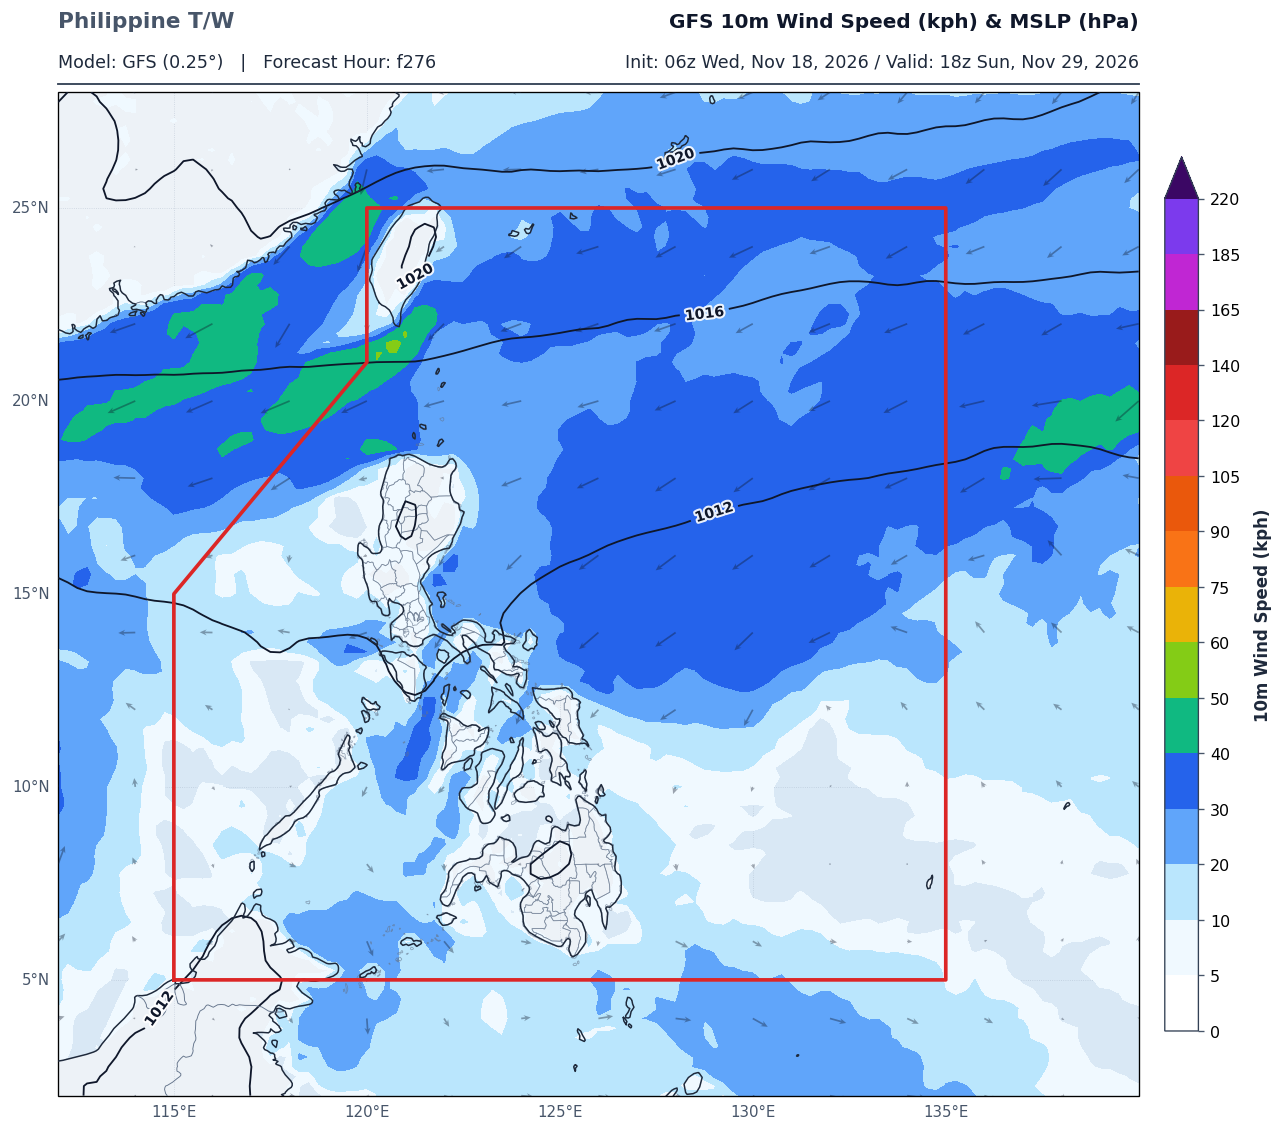 Philippine T/W
GFS 10m Wind Speed (kph) & MSLP (hPa)
Model: GFS (0.25°) | Forecast Hour: f276
Init: 06z Wed, Nov 18, 2026 / Valid: 18z Sun, Nov 29, 2026
1020
1020
1016
1012
1012
25°N
20°N
15°N
10°N
5°N
115°E
120°E
125°E
130°E
135°E
220
185
165
140
120
105
90
75
60
50
40
30
20
10
5
0
10m Wind Speed (kph)